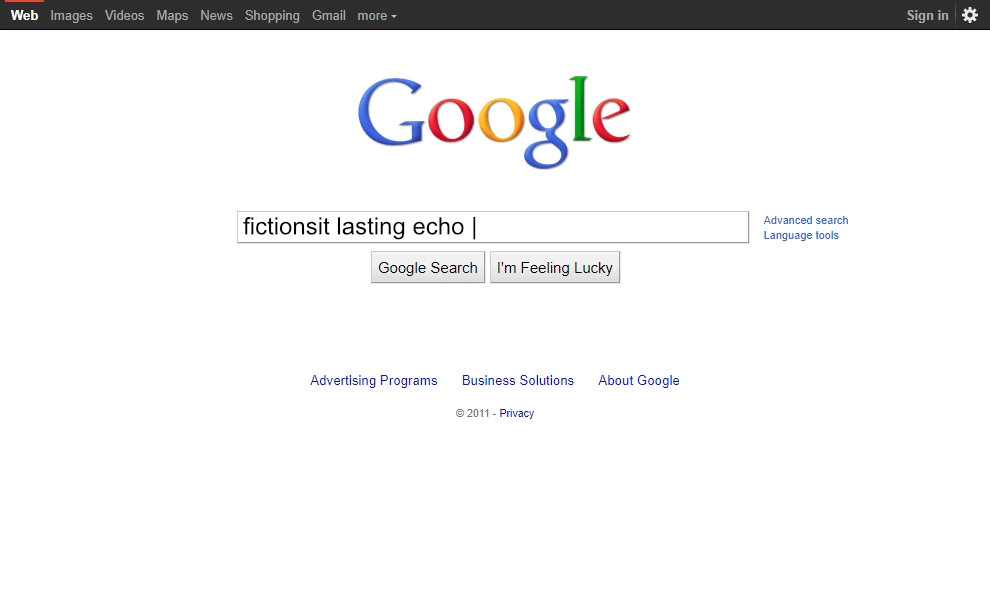 Web Images Videos Maps News Shopping Gmail more Sign in
Google
fictionsit lasting echo |
Advanced search
Language tools
Google Search I'm Feeling Lucky
Advertising Programs Business Solutions About Google
© 2011 - Privacy